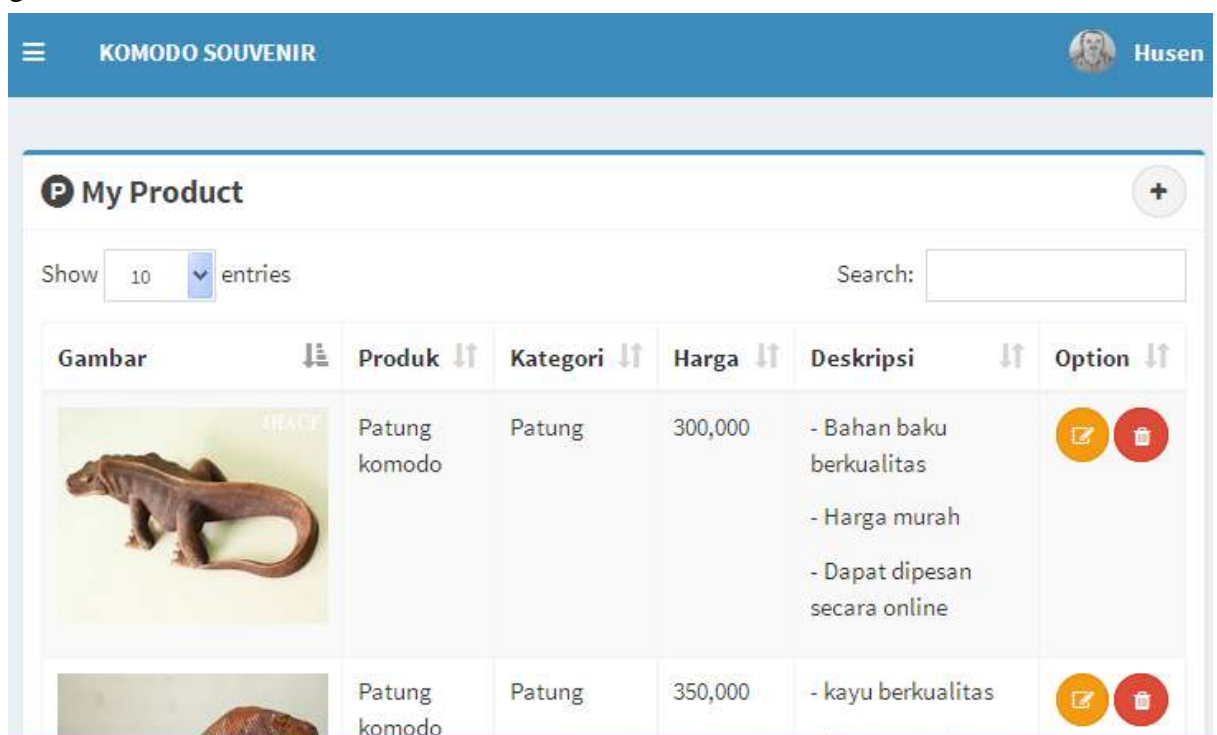 KOMODO SOUVENIR
Husen
P My Product
+
Show 10 entries
Search:
Gambar Produk Kategori Harga Deskripsi Option
Patung Patung 300,000 - Bahan baku
komodo berkualitas
- Harga murah
- Dapat dipesan
secara online
Patung Patung 350,000 - kayu berkualitas
komodo